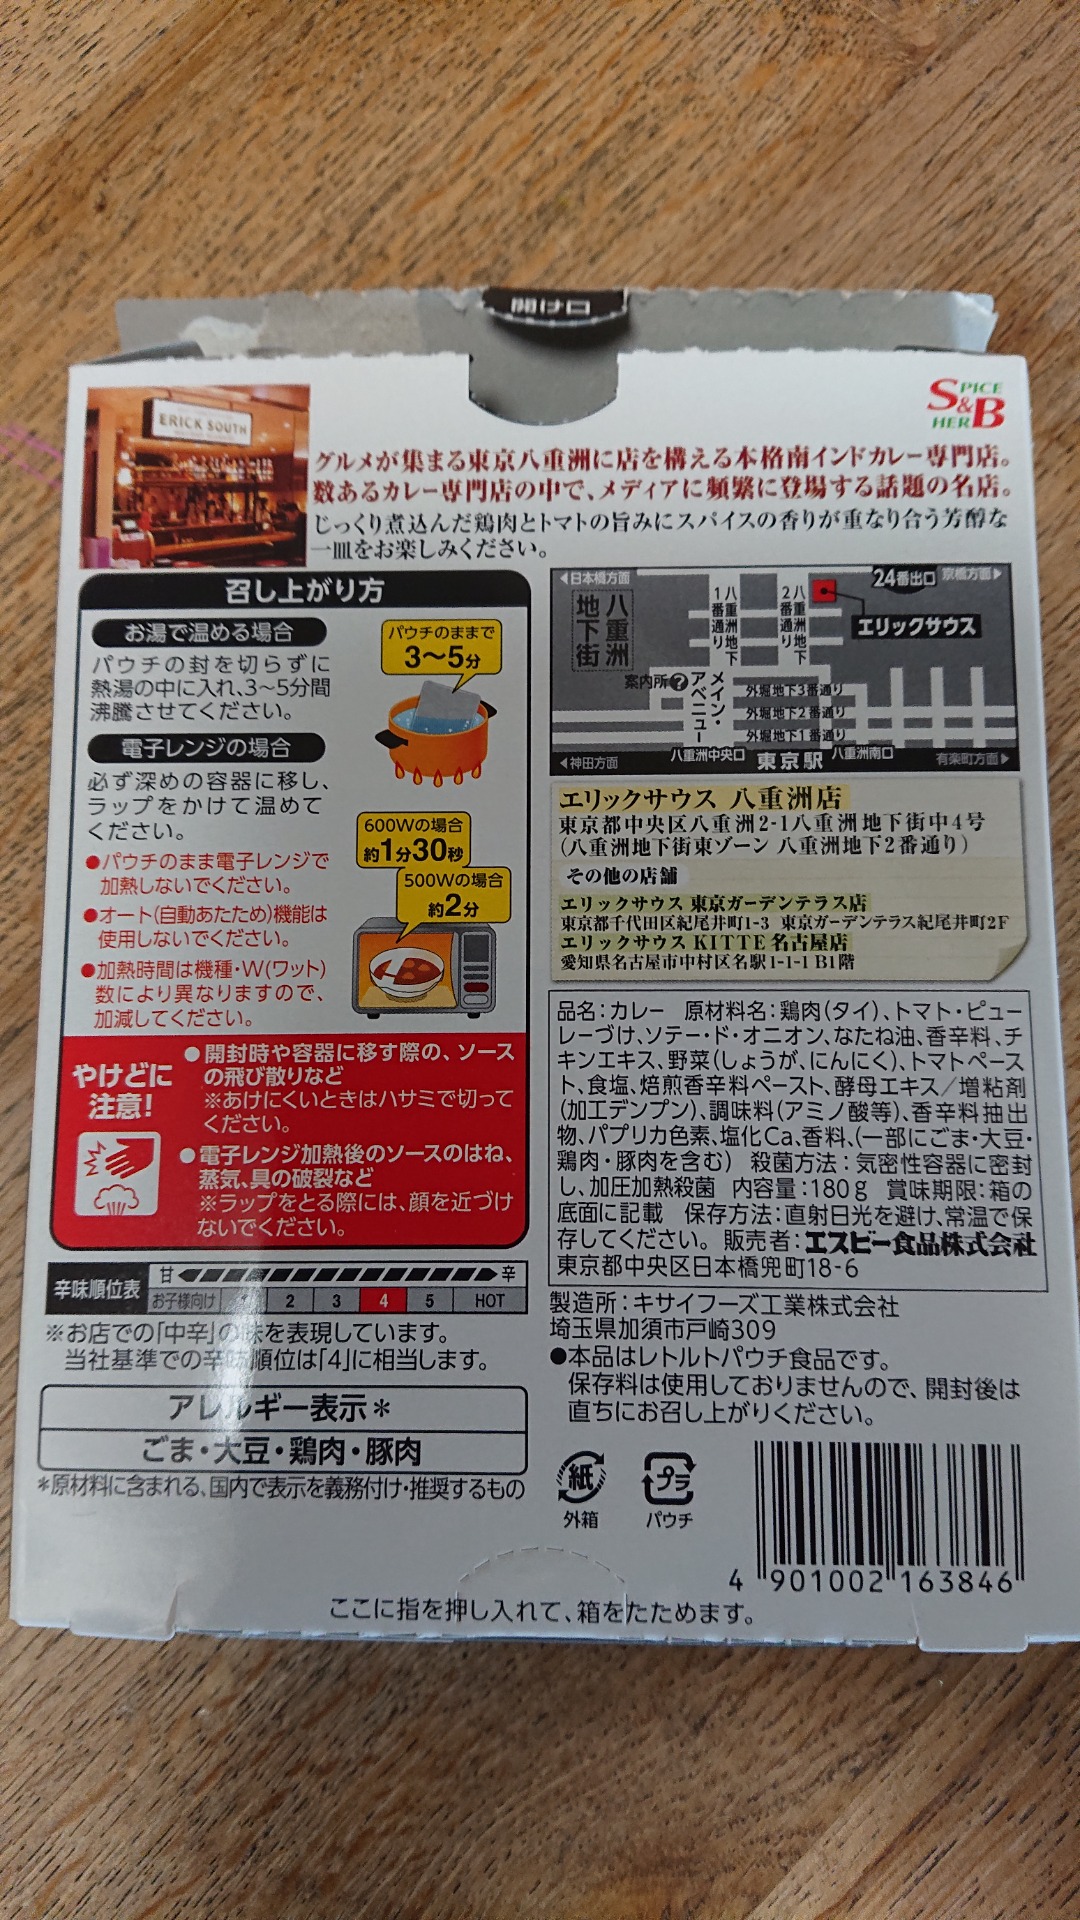 開け口
ERICK SOUTH
SPICE
S&B
HERB
グルメが集まる東京八重洲に店を構える本格南インドカレー専門店。
数あるカレー専門店の中で、メディアに頻繁に登場する話題の名店。
じっくり煮込んだ鶏肉とトマトの旨みにスパイスの香りが重なり合う芳醇な
一皿をお楽しみください。
召し上がり方
お湯で温める場合
パウチの封を切らずに
熱湯の中に入れ、3〜5分間
沸騰させてください。
パウチのままで
3〜5分
電子レンジの場合
必ず深めの容器に移し、
ラップをかけて温めて
ください。
●パウチのまま電子レンジで
加熱しないでください。
●オート(自動あたため)機能は
使用しないでください。
●加熱時間は機種・W(ワット)
数により異なりますので、
加減してください。
600Wの場合
約1分30秒
500Wの場合
約2分
やけどに
注意!
●開封時や容器に移す際の、ソース
の飛び散りなど
※あけにくいときはハサミで切って
ください。
●電子レンジ加熱後のソースのはね、
蒸気、具の破裂など
※ラップをとる際には、顔を近づけ
ないでください。
辛味順位表
甘 辛
お子様向け 1 2 3 4 5 HOT
※お店での「中辛」の味を表現しています。
当社基準での辛味順位は「4」に相当します。
アレルギー表示*
ごま・大豆・鶏肉・豚肉
*原材料に含まれる、国内で表示を義務付け・推奨するもの
◀日本橋方面
24番出口
京橋方面▶
八重洲地下街
八重洲地下1番通り
八重洲地下2番通り
エリックサウス
案内所?
メイン・アベニュー
外堀地下3番通り
外堀地下2番通り
外堀地下1番通り
◀神田方面
八重洲中央口
東京駅
八重洲南口
有楽町方面▶
エリックサウス 八重洲店
東京都中央区八重洲2-1八重洲地下街中4号
(八重洲地下街東ゾーン 八重洲地下2番通り)
その他の店舗
エリックサウス 東京ガーデンテラス店
東京都千代田区紀尾井町1-3 東京ガーデンテラス紀尾井町2F
エリックサウス KITTE 名古屋店
愛知県名古屋市中村区名駅1-1-1 B1階
品名:カレー 原材料名:鶏肉(タイ)、トマト・ピュー
レーづけ、ソテー・ド・オニオン、なたね油、香辛料、チ
キンエキス、野菜(しょうが、にんにく)、トマトペース
ト、食塩、焙煎香辛料ペースト、酵母エキス/増粘剤
(加工デンプン)、調味料(アミノ酸等)、香辛料抽出
物、パプリカ色素、塩化Ca、香料、(一部にごま・大豆・
鶏肉・豚肉を含む) 殺菌方法:気密性容器に密封
し、加圧加熱殺菌 内容量:180g 賞味期限:箱の
底面に記載 保存方法:直射日光を避け、常温で保
存してください。 販売者:エスビー食品株式会社
東京都中央区日本橋兜町18-6
製造所:キサイフーズ工業株式会社
埼玉県加須市戸崎309
●本品はレトルトパウチ食品です。
保存料は使用しておりませんので、開封後は
直ちにお召し上がりください。
紙
外箱
プラ
パウチ
4 901002 163846
ここに指を押し入れて、箱をたためます。